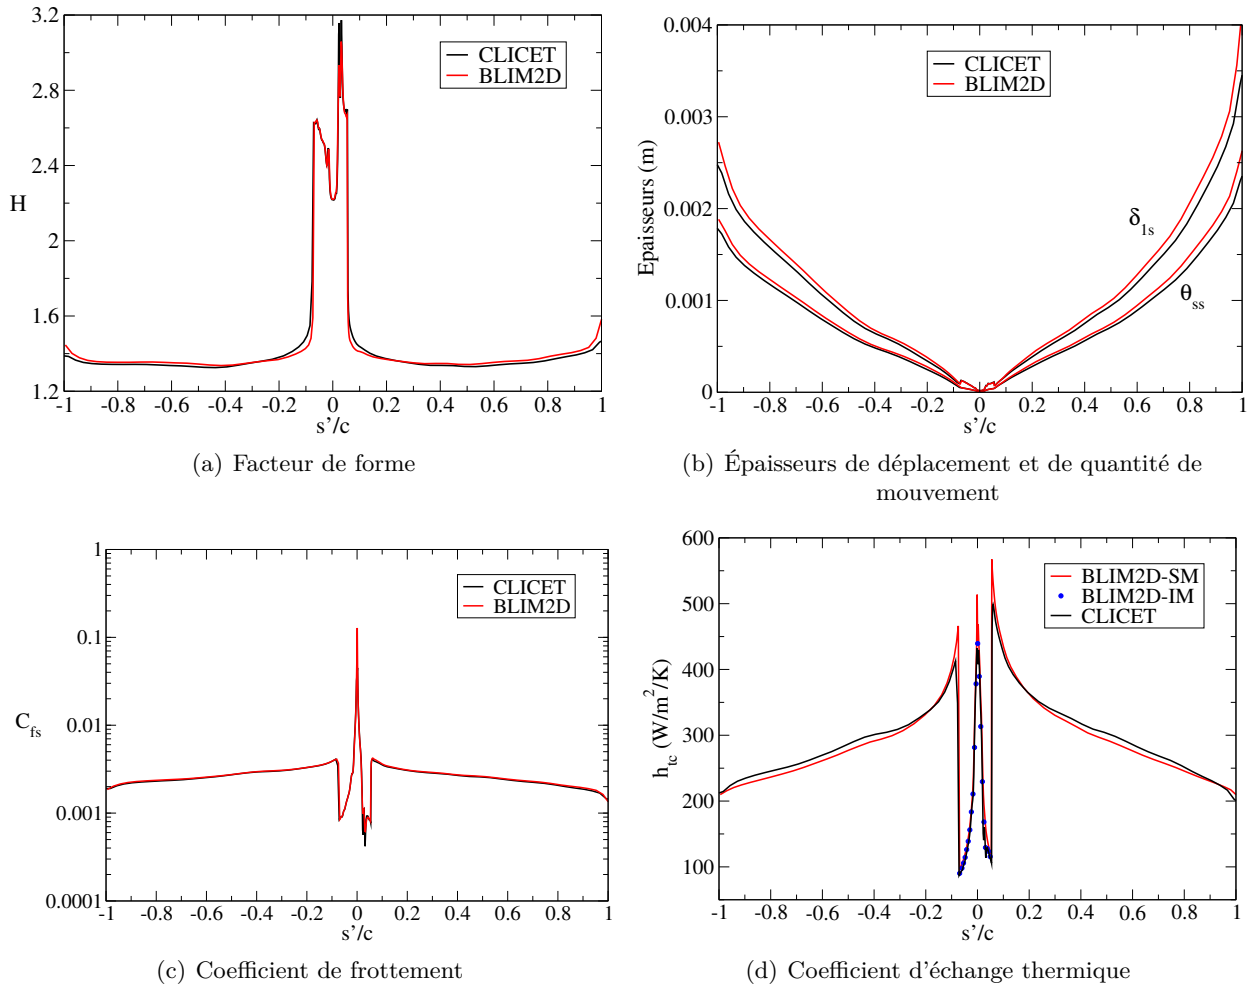 3.2
2.8
2.4
2
1.6
1.2
H
CLICET
BLIM2D
-1 -0.8 -0.6 -0.4 -0.2 0 0.2 0.4 0.6 0.8 1
s'/c
(a) Facteur de forme
0.004
0.003
0.002
0.001
0
Epaisseurs (m)
CLICET
BLIM2D
δ1s
θss
-1 -0.8 -0.6 -0.4 -0.2 0 0.2 0.4 0.6 0.8 1
s'/c
(b) Épaisseurs de déplacement et de quantité de
mouvement
1
0.1
0.01
0.001
0.0001
Cfs
CLICET
BLIM2D
-1 -0.8 -0.6 -0.4 -0.2 0 0.2 0.4 0.6 0.8 1
s'/c
(c) Coefficient de frottement
600
500
400
300
200
100
htc (W/m²/K)
BLIM2D-SM
BLIM2D-IM
CLICET
-1 -0.8 -0.6 -0.4 -0.2 0 0.2 0.4 0.6 0.8 1
s'/c
(d) Coefficient d'échange thermique